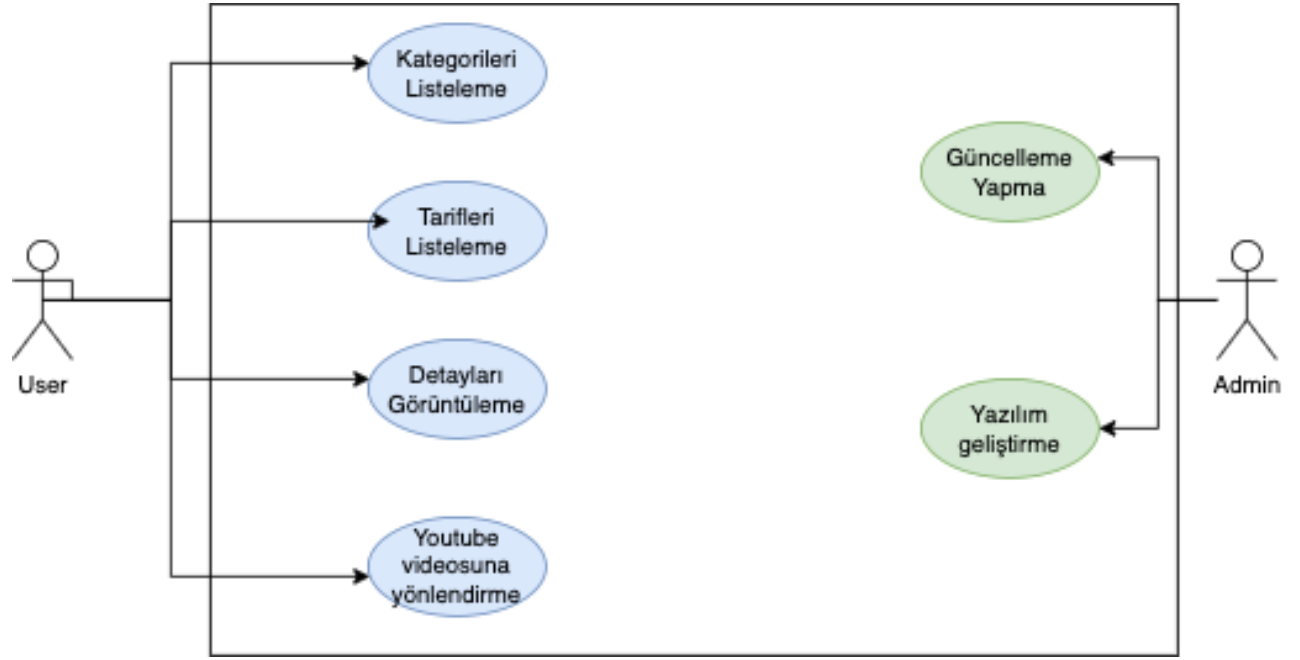 Kategorileri
Listeleme
Güncelleme
Yapma
Tarifleri
Listeleme
User
Admin
Detayları
Görüntüleme
Yazılım
geliştirme
Youtube
videosuna
yönlendirme